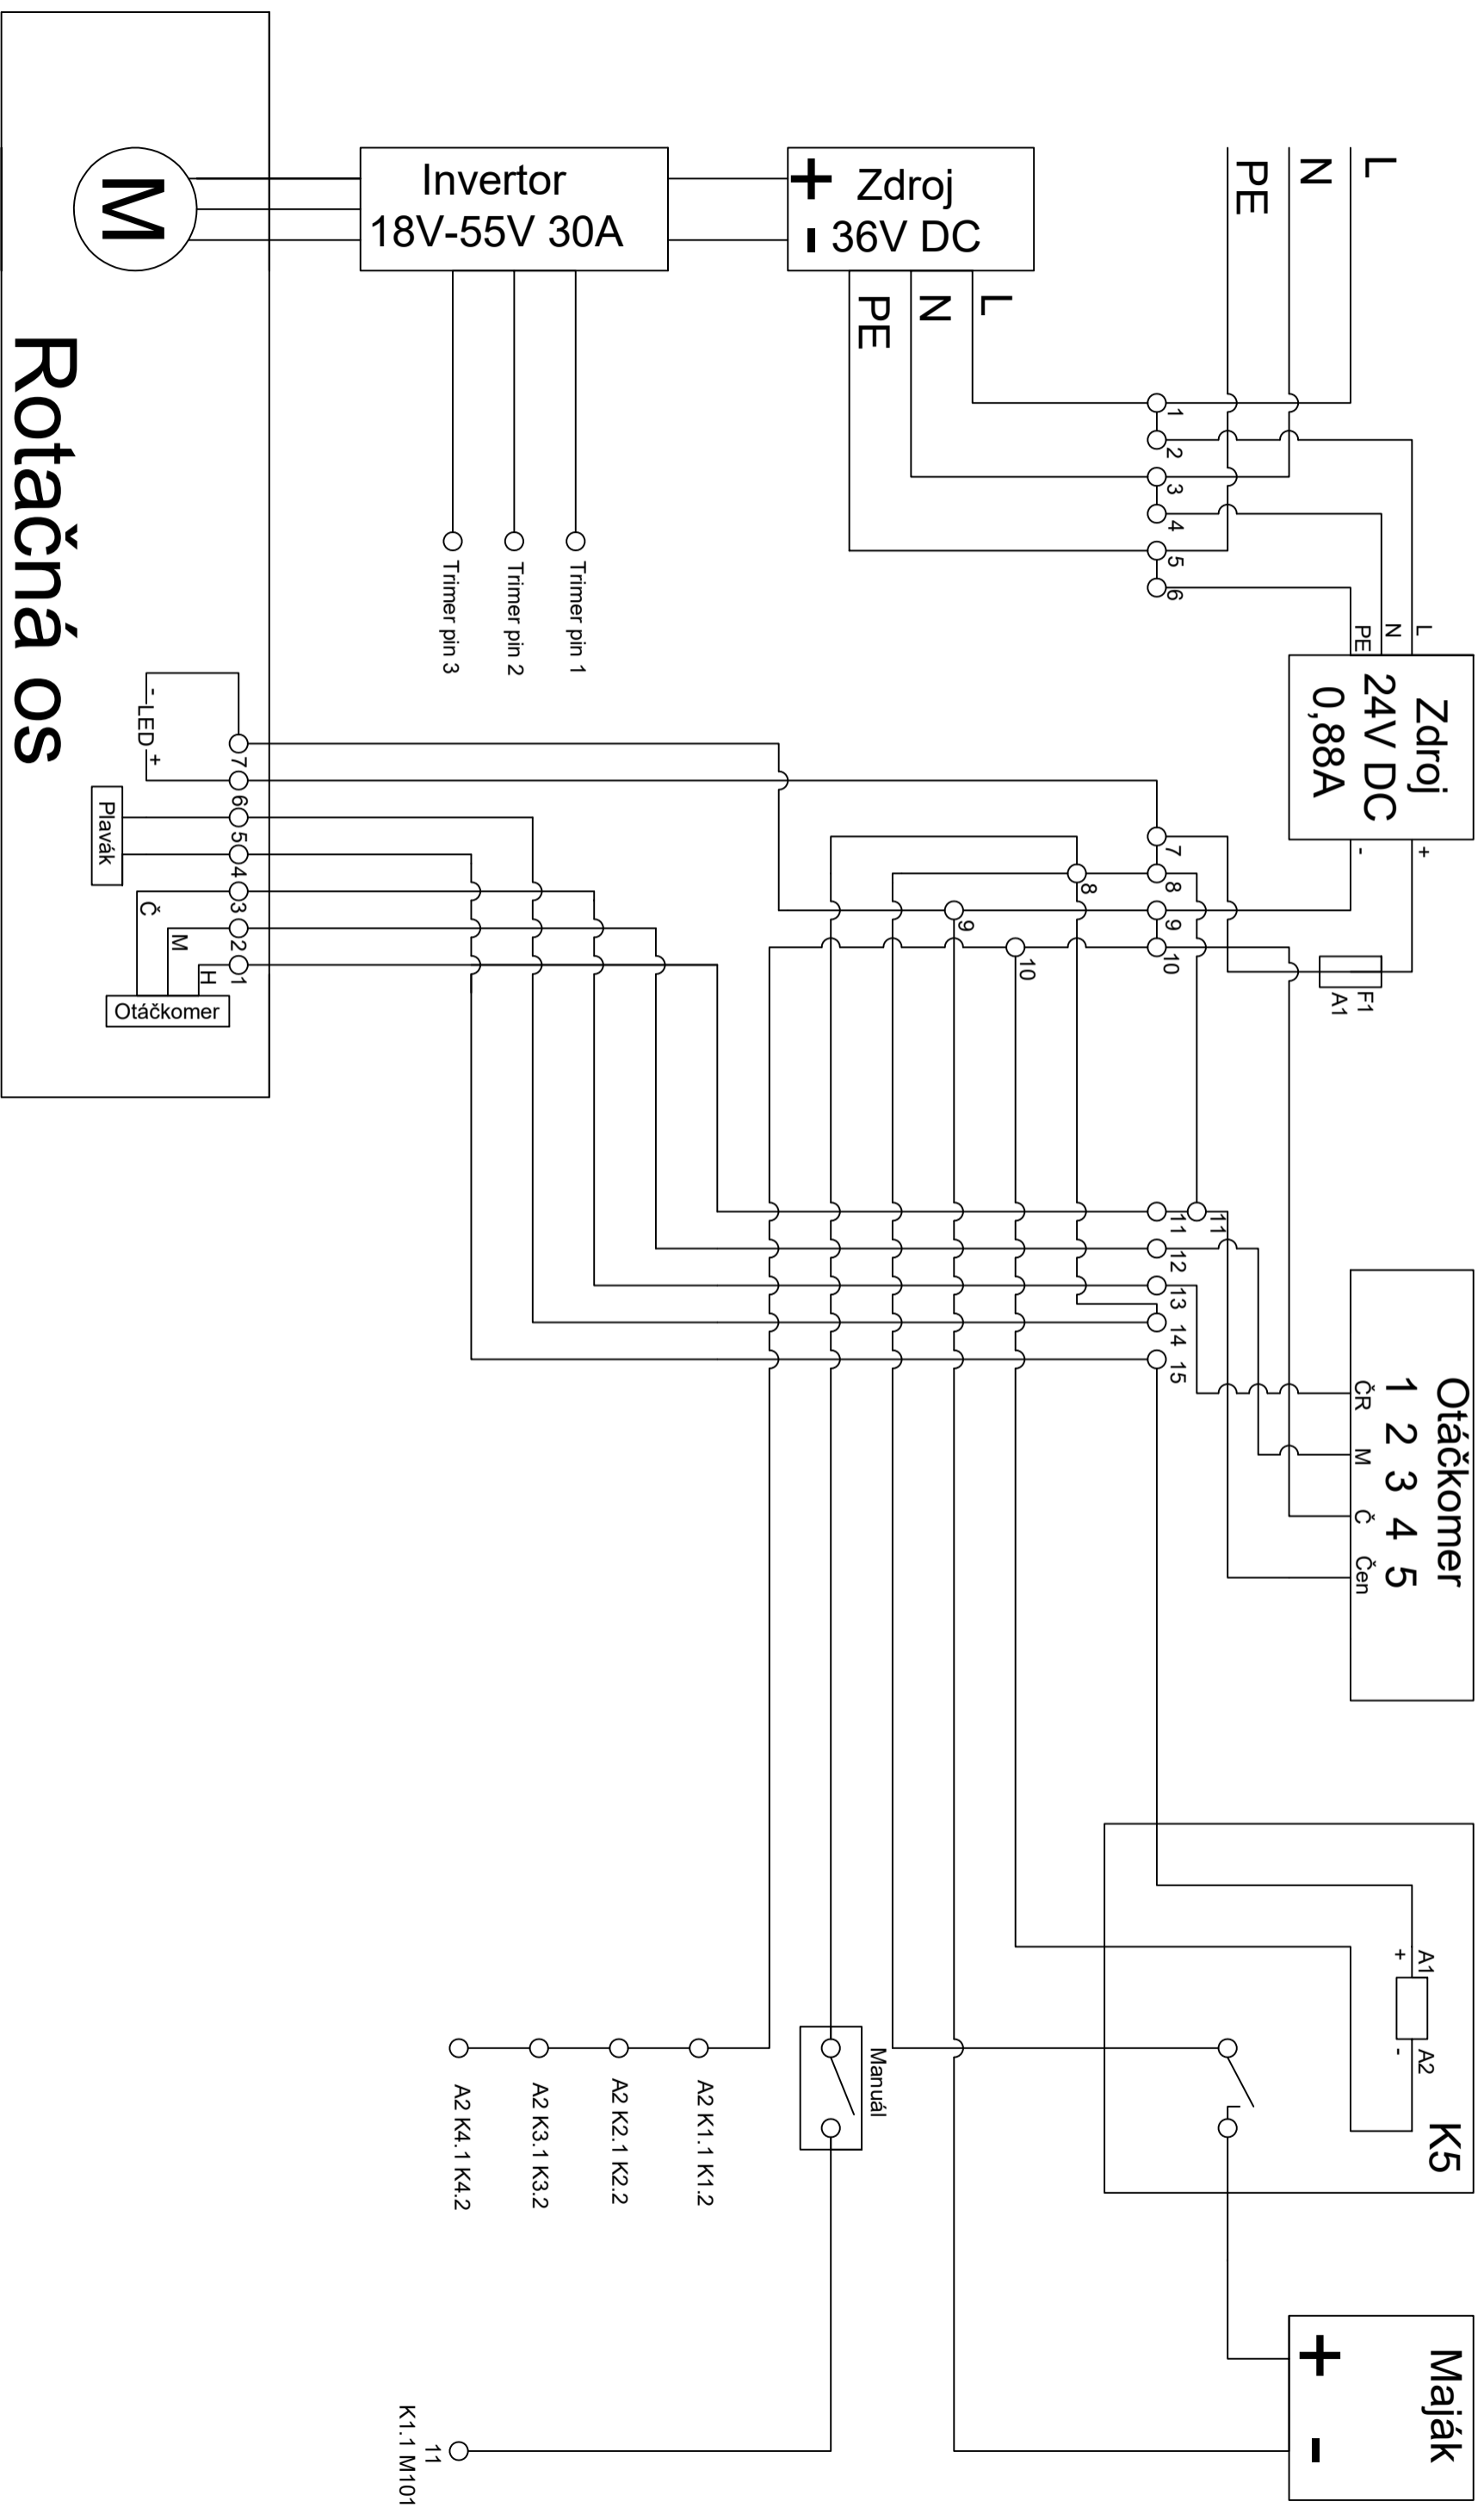 L
N
PE
Zdroj
36V DC
+
-
L
N
PE
Invertor
18V-55V 30A
M
Rotačná os
Trimer pin 1
Trimer pin 2
Trimer pin 3
1
2
3
4
5
6
L
N
PE
Zdroj
24V DC
0,88A
+
-
F1
A1
7
8
9
10
8
9
10
- LED +
Plavák
7
6
5
4
3
2
1
Č
M
H
Otáčkomer
11
11
12
13
14
15
Otáčkomer
1 2 3 4 5
ČR
M
Č
Čen
K5
A1
+
A2
-
Manuál
A2 K1.1 K1.2
A2 K2.1 K2.2
A2 K3.1 K3.2
A2 K4.1 K4.2
Maják
+
-
11
K1.1 M101